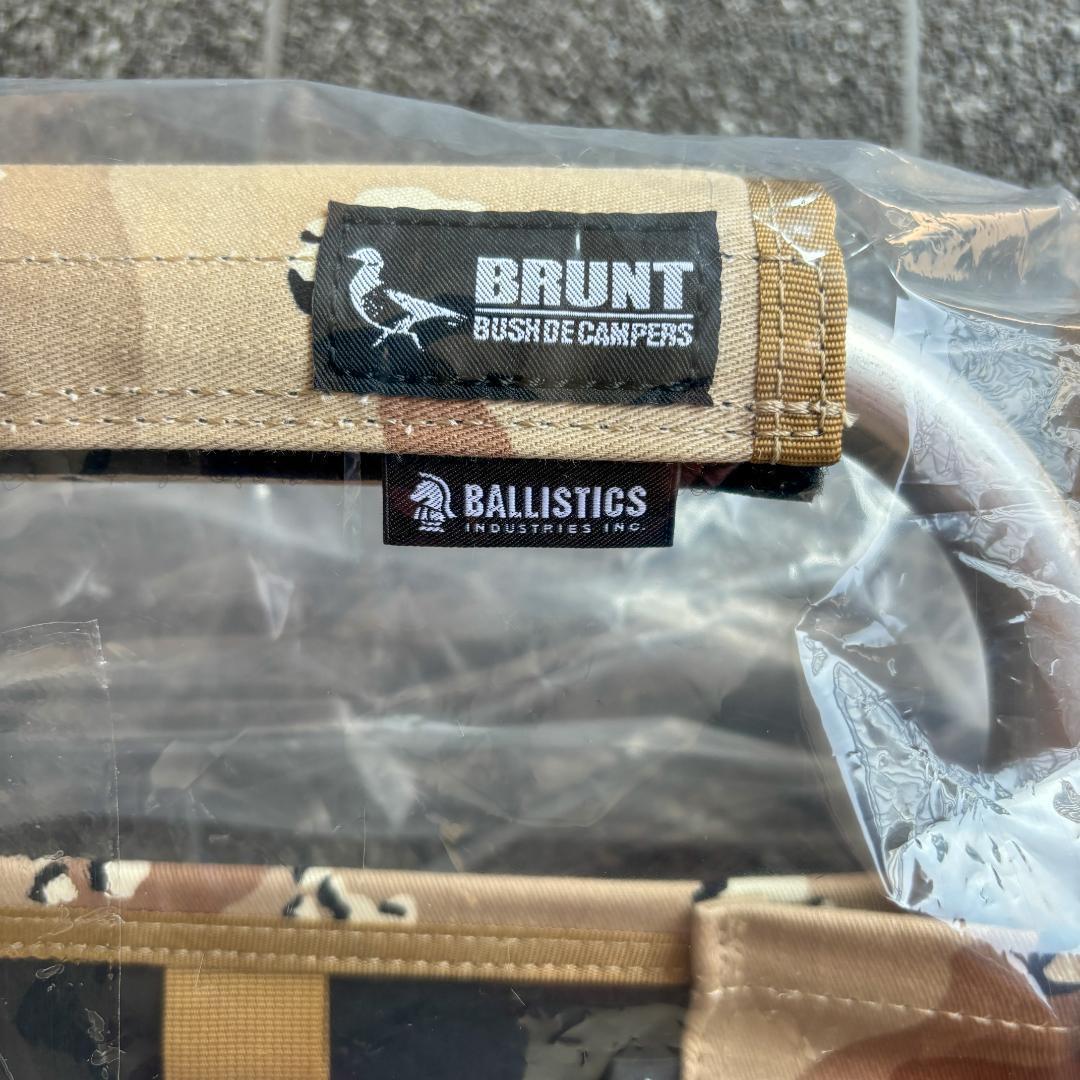 BRUNT
BUSH DE CAMPERS
BALLISTICS
INDUSTRIES INC.